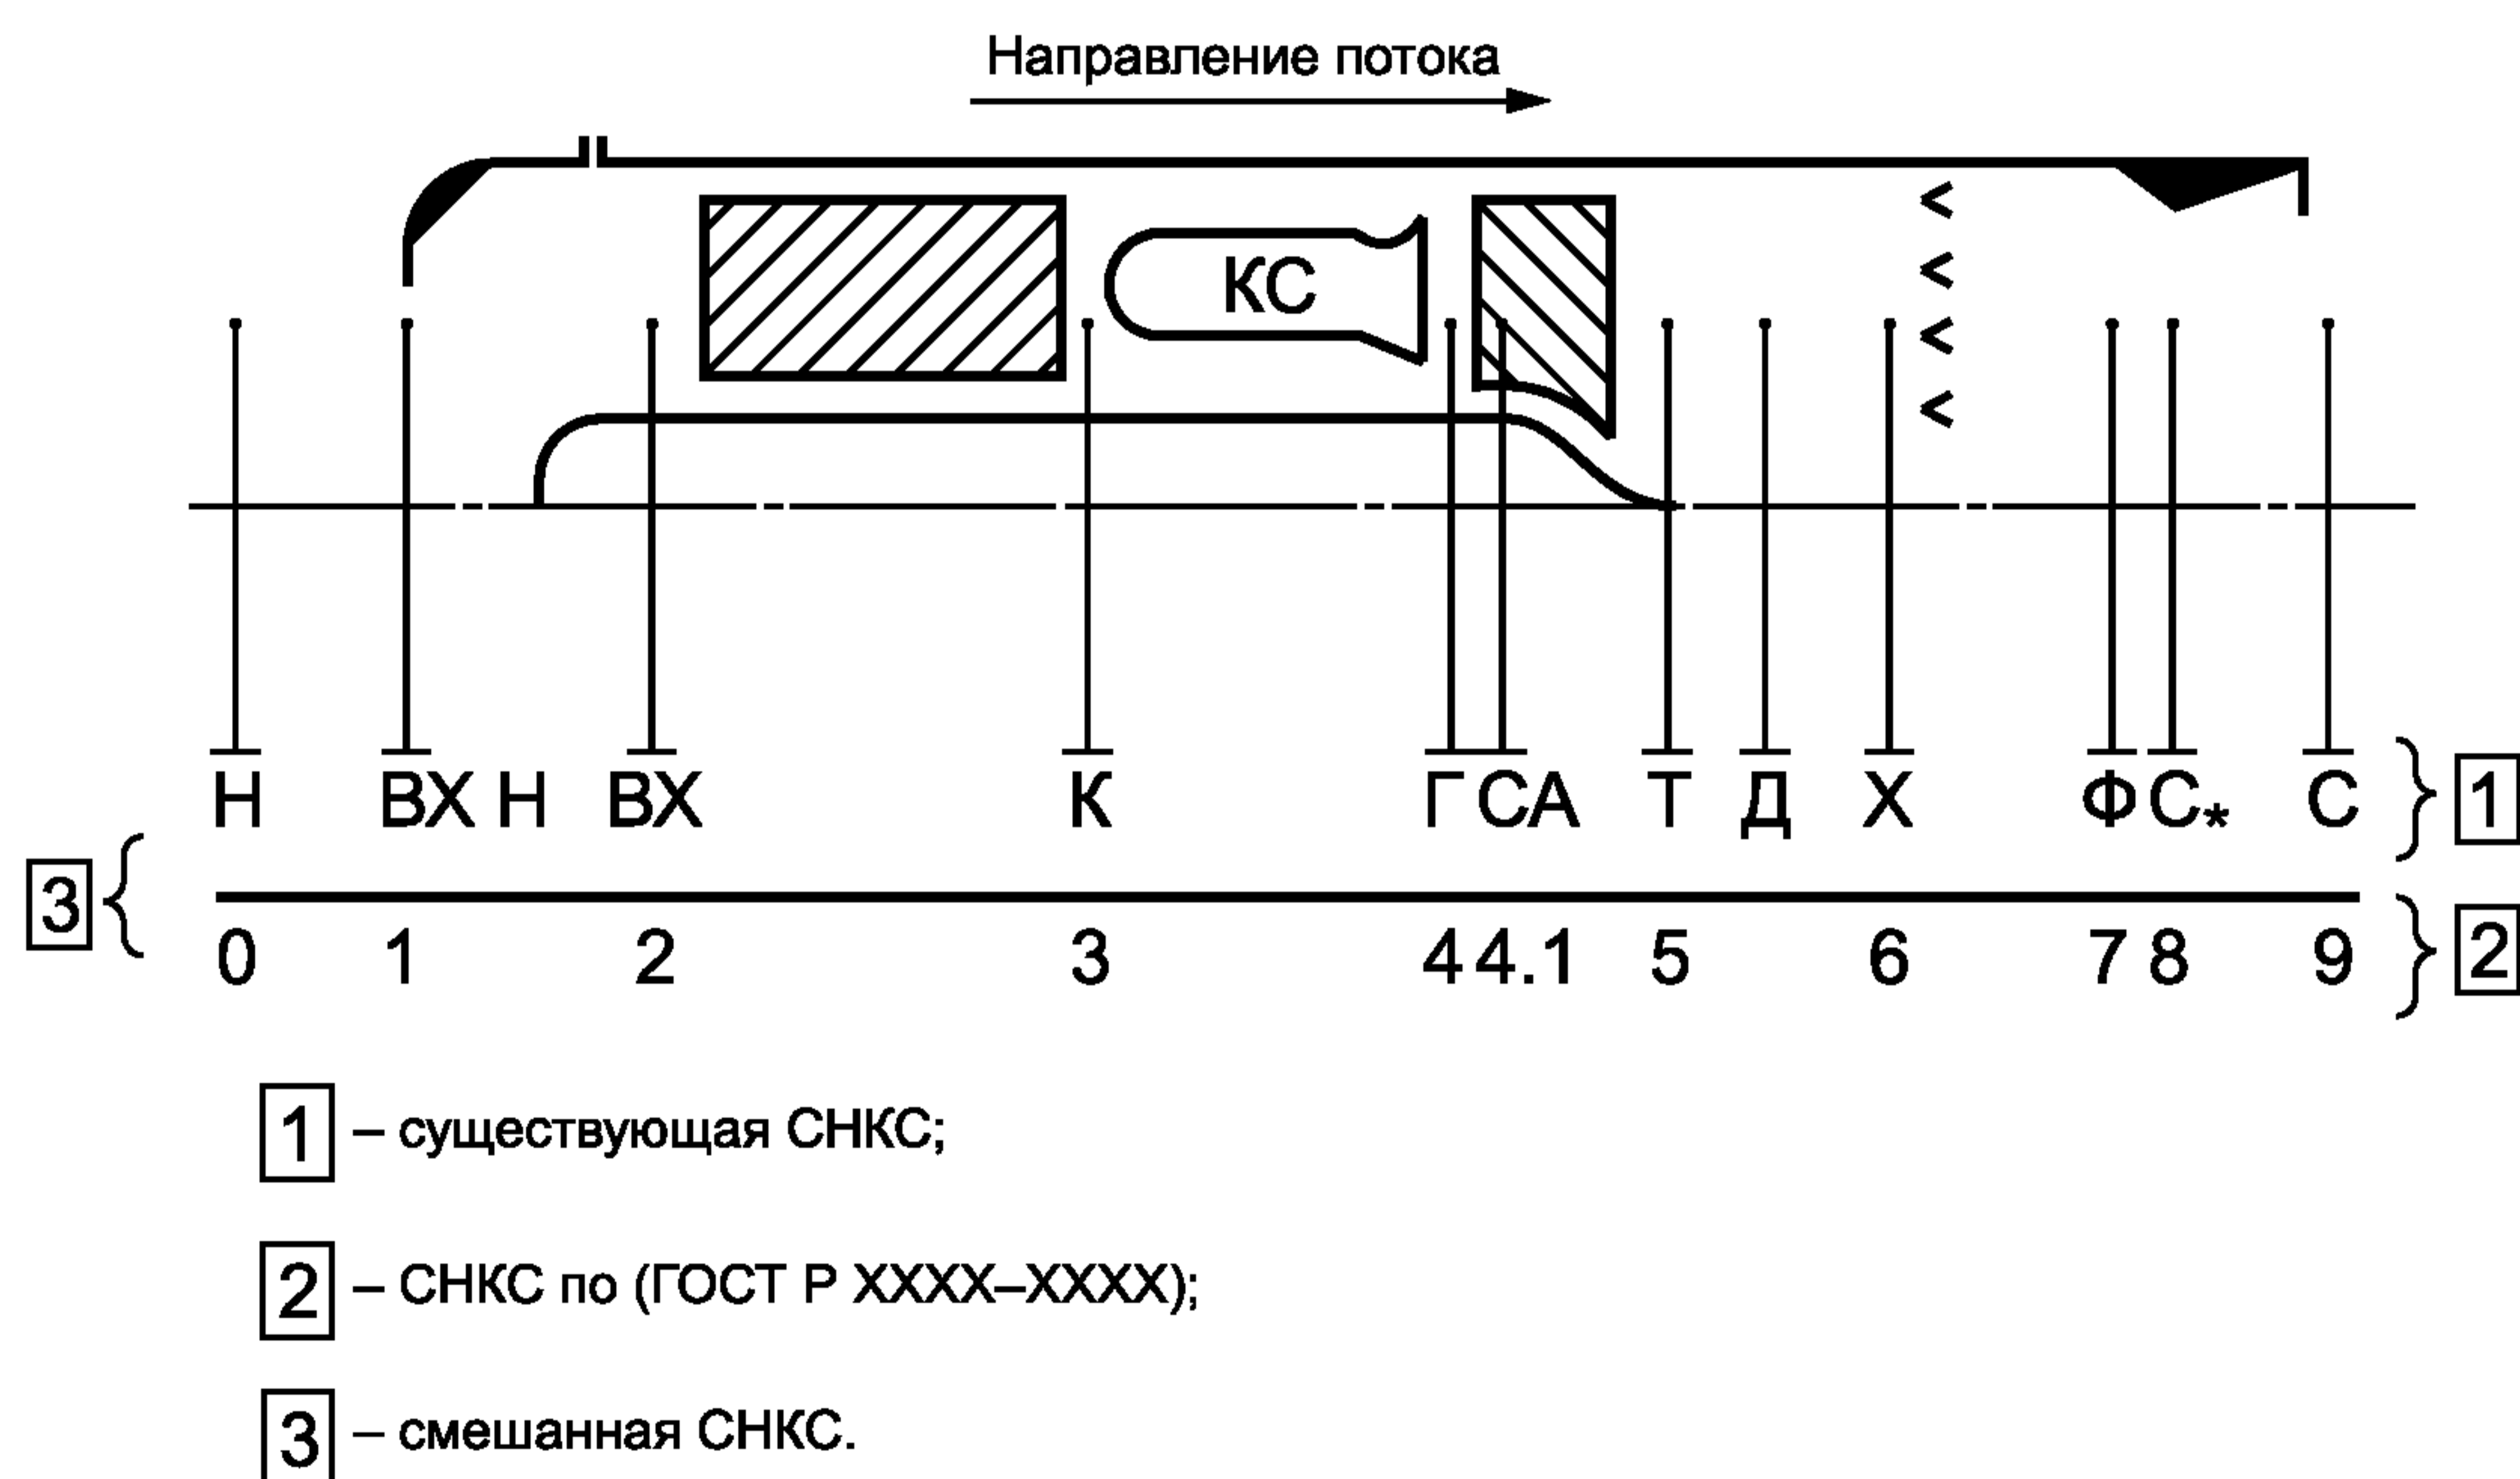 Направление потока
КС
Н ВХ Н ВХ К Г СА Т Д Х Ф С* С 1
3
0 1 2 3 4 4.1 5 6 7 8 9 2
1 – существующая СНКС;
2 – СНКС по (ГОСТ Р ХХХХ–ХХХХ);
3 – смешанная СНКС.